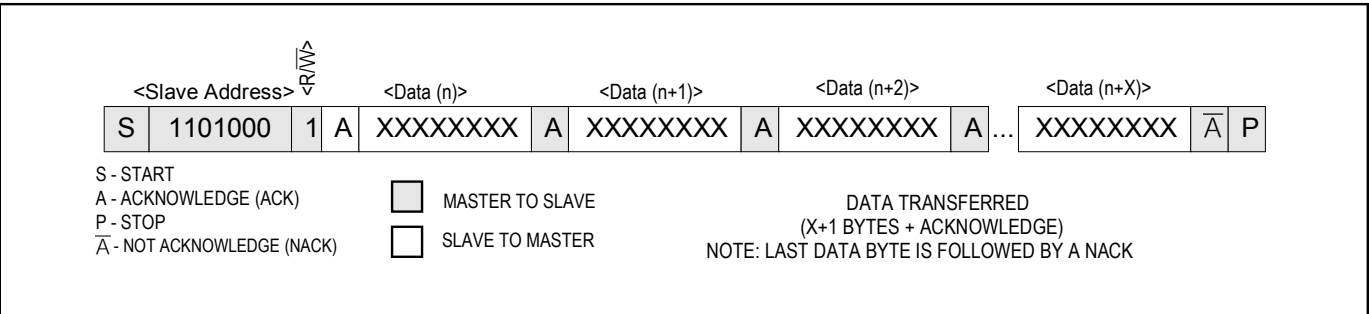 <R/W̅>
<Slave Address> <Data (n)> <Data (n+1)> <Data (n+2)> <Data (n+X)>
S 1101000 1 A XXXXXXXX A XXXXXXXX A XXXXXXXX A ... XXXXXXXX A̅ P
S - START
A - ACKNOWLEDGE (ACK)
P - STOP
A̅ - NOT ACKNOWLEDGE (NACK)
MASTER TO SLAVE
SLAVE TO MASTER
DATA TRANSFERRED
(X+1 BYTES + ACKNOWLEDGE)
NOTE: LAST DATA BYTE IS FOLLOWED BY A NACK